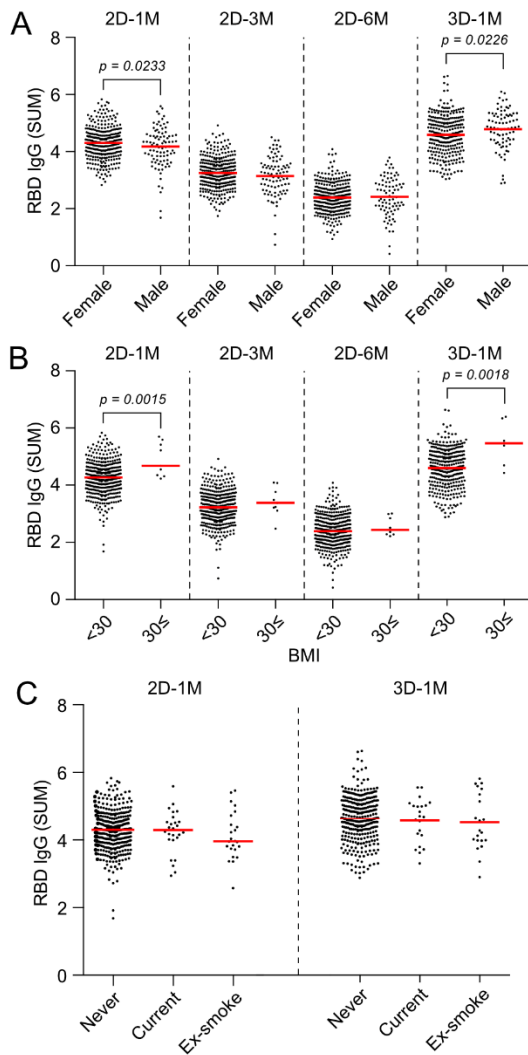 A
2D-1M 2D-3M 2D-6M 3D-1M
p = 0.0233
p = 0.0226
RBD IgG (SUM)
8
6
4
2
0
Female Male Female Male Female Male Female Male
B
2D-1M 2D-3M 2D-6M 3D-1M
p = 0.0015
p = 0.0018
RBD IgG (SUM)
8
6
4
2
0
<30 30≤ <30 30≤ <30 30≤ <30 30≤
BMI
C
2D-1M 3D-1M
RBD IgG (SUM)
8
6
4
2
0
Never Current Ex-smoke Never Current Ex-smoke